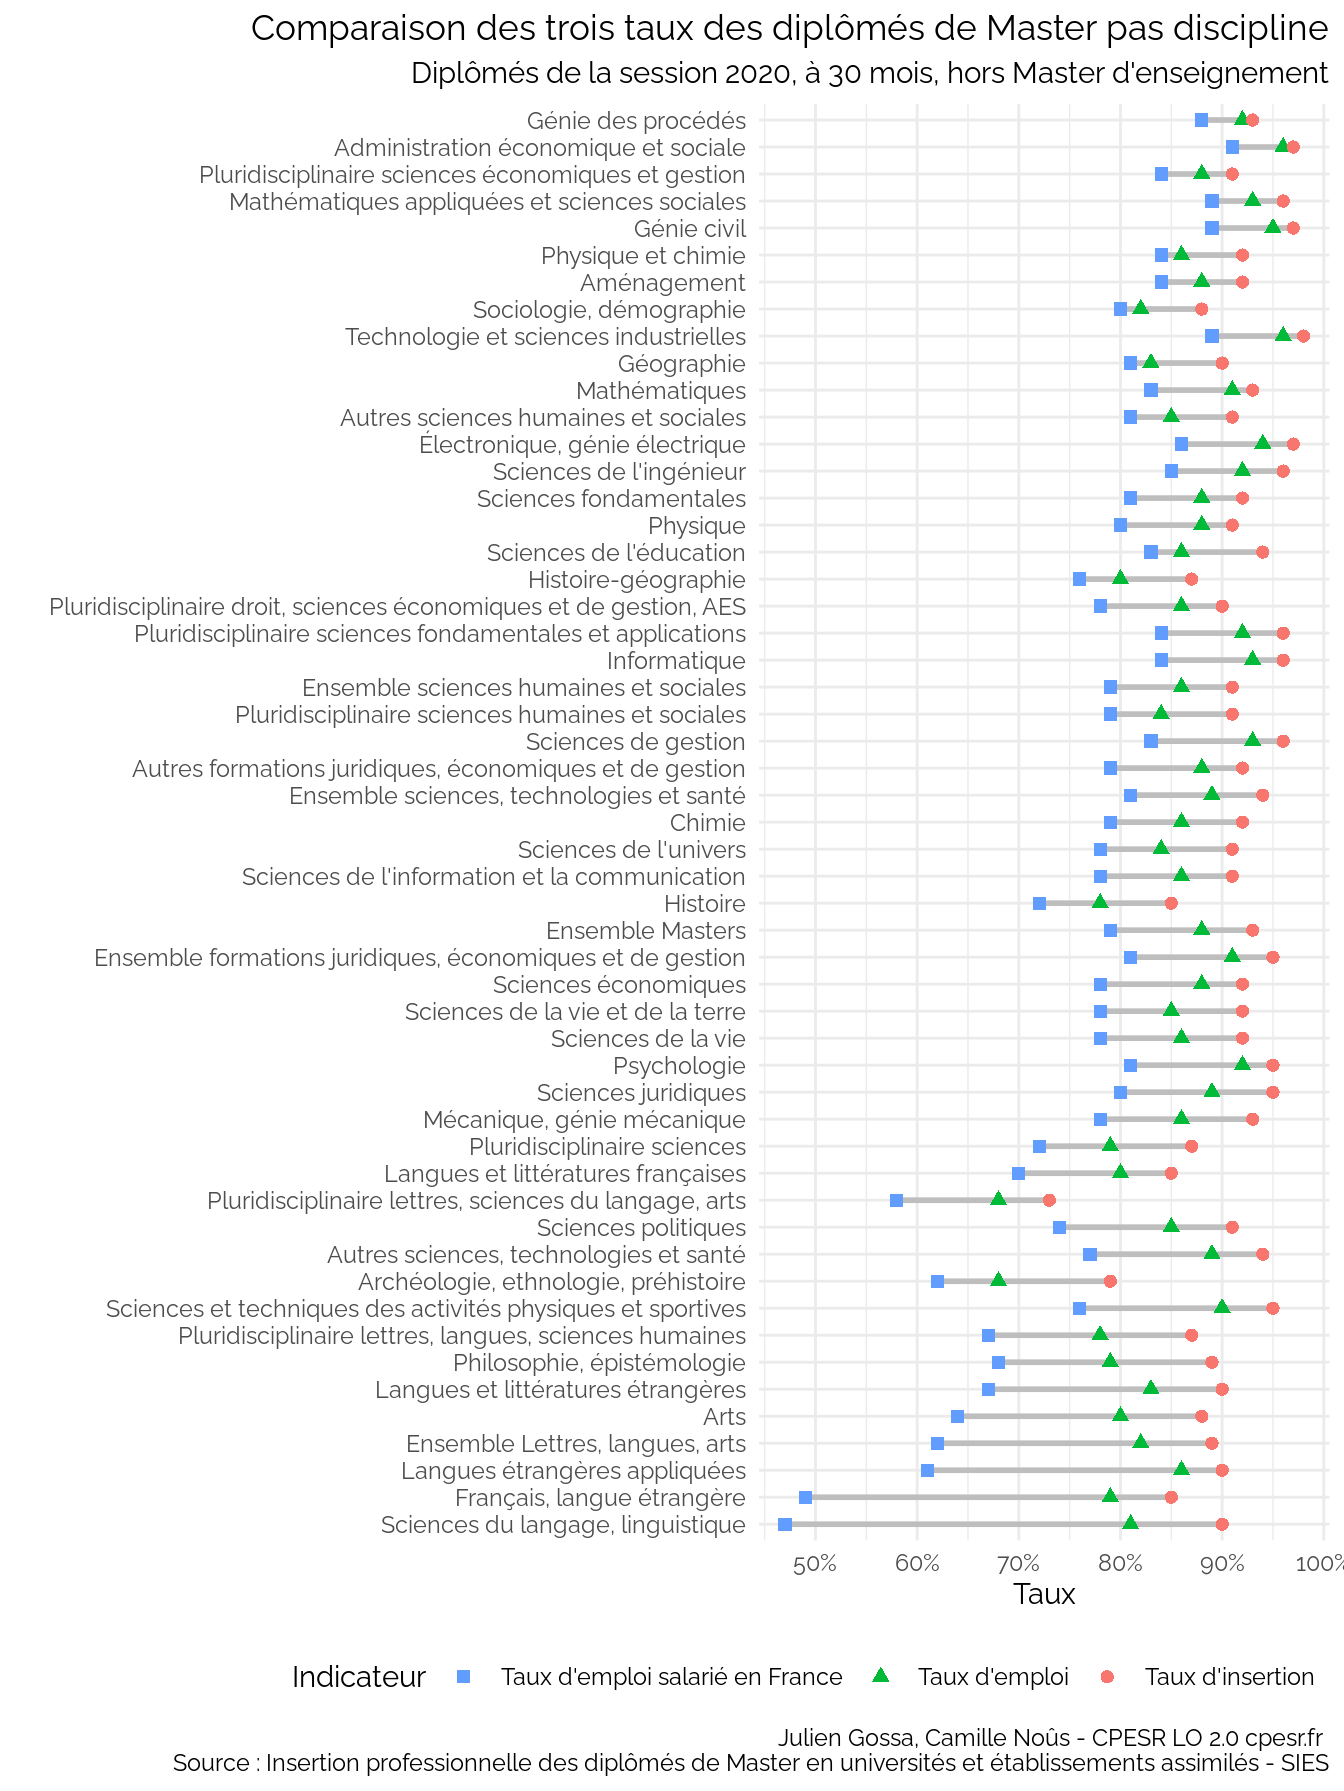 Comparaison des trois taux des diplômés de Master pas discipline
Diplômés de la session 2020, à 30 mois, hors Master d'enseignement
Génie des procédés
Administration économique et sociale
Pluridisciplinaire sciences économiques et gestion
Mathématiques appliquées et sciences sociales
Génie civil
Physique et chimie
Aménagement
Sociologie, démographie
Technologie et sciences industrielles
Géographie
Mathématiques
Autres sciences humaines et sociales
Électronique, génie électrique
Sciences de l'ingénieur
Sciences fondamentales
Physique
Sciences de l'éducation
Histoire-géographie
Pluridisciplinaire droit, sciences économiques et de gestion, AES
Pluridisciplinaire sciences fondamentales et applications
Informatique
Ensemble sciences humaines et sociales
Pluridisciplinaire sciences humaines et sociales
Sciences de gestion
Autres formations juridiques, économiques et de gestion
Ensemble sciences, technologies et santé
Chimie
Sciences de l'univers
Sciences de l'information et la communication
Histoire
Ensemble Masters
Ensemble formations juridiques, économiques et de gestion
Sciences économiques
Sciences de la vie et de la terre
Sciences de la vie
Psychologie
Sciences juridiques
Mécanique, génie mécanique
Pluridisciplinaire sciences
Langues et littératures françaises
Pluridisciplinaire lettres, sciences du langage, arts
Sciences politiques
Autres sciences, technologies et santé
Archéologie, ethnologie, préhistoire
Sciences et techniques des activités physiques et sportives
Pluridisciplinaire lettres, langues, sciences humaines
Philosophie, épistémologie
Langues et littératures étrangères
Arts
Ensemble Lettres, langues, arts
Langues étrangères appliquées
Français, langue étrangère
Sciences du langage, linguistique
50% 60% 70% 80% 90% 100%
Taux
Indicateur Taux d'emploi salarié en France Taux d'emploi Taux d'insertion
Julien Gossa, Camille Noûs - CPESR LO 2.0 cpesr.fr
Source : Insertion professionnelle des diplômés de Master en universités et établissements assimilés - SIES